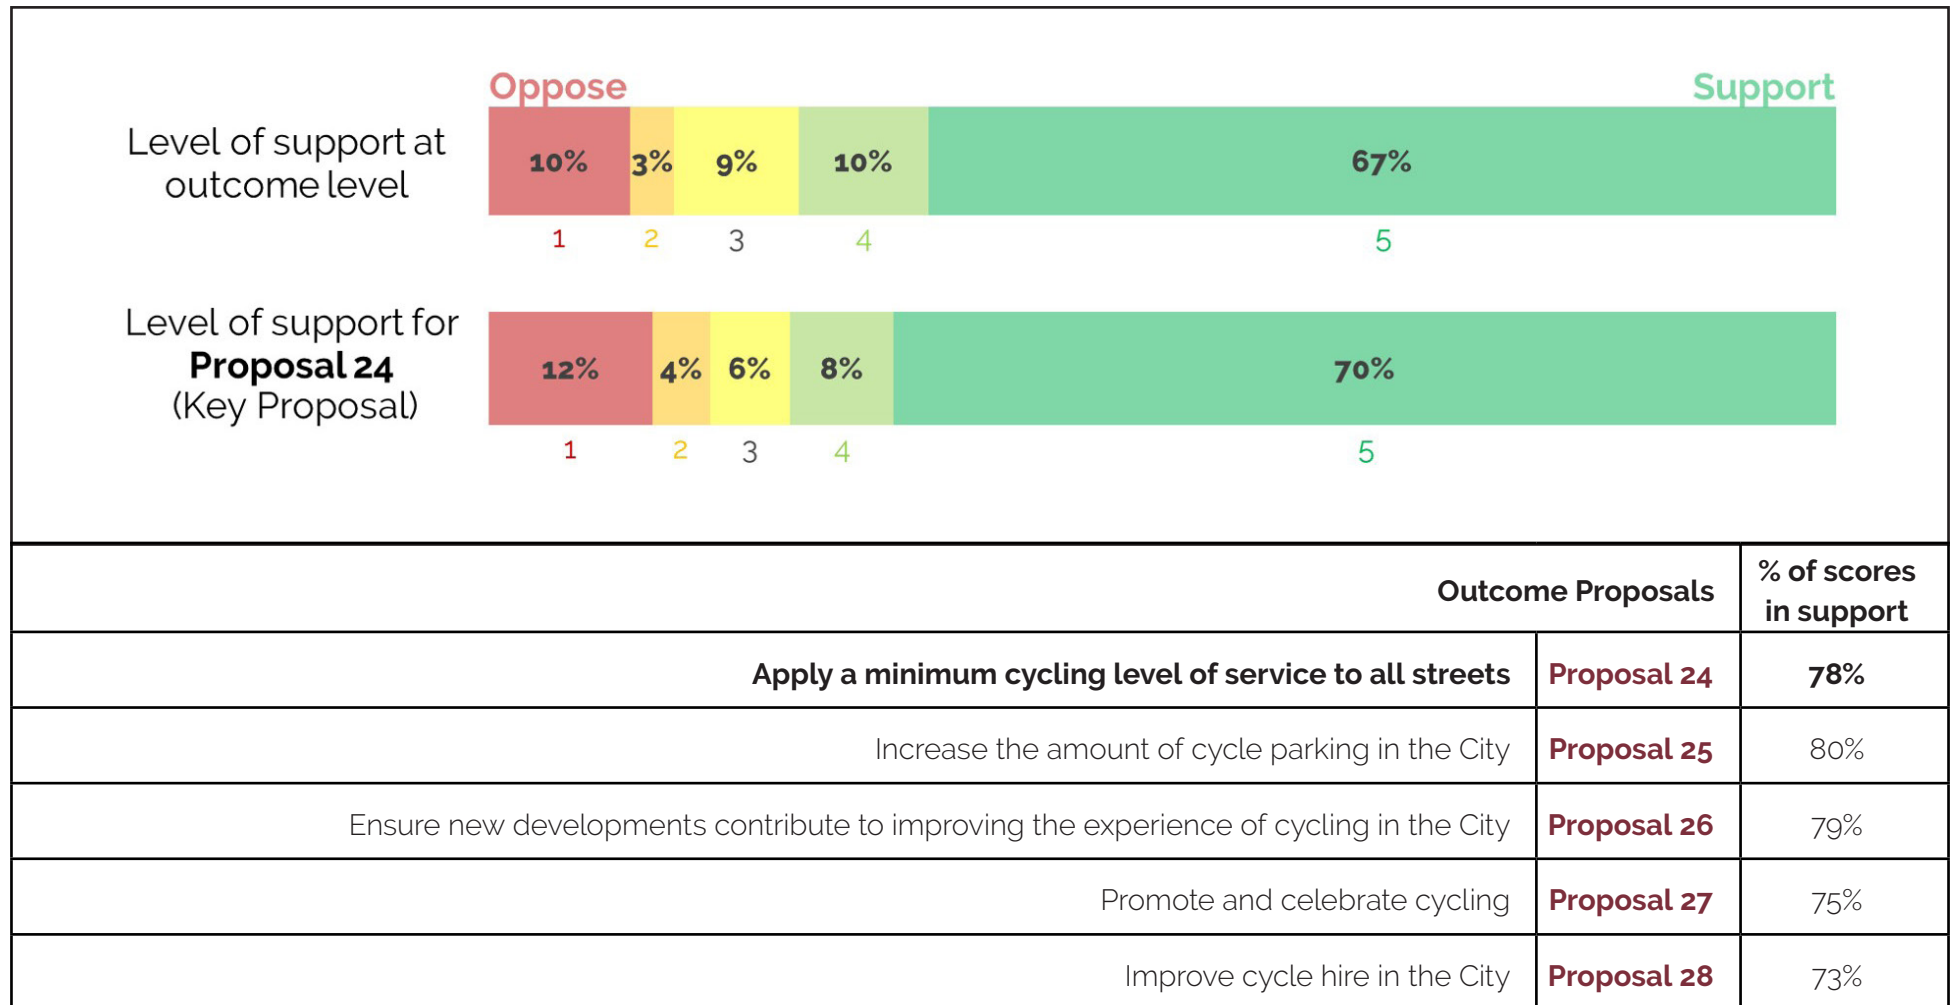 Oppose
Support
Level of support at
outcome level
10%
3%
9%
10%
67%
1
2
3
4
5
Level of support for
Proposal 24
(Key Proposal)
12%
4%
6%
8%
70%
1
2
3
4
5
Outcome Proposals
% of scores
in support
Apply a minimum cycling level of service to all streets
Proposal 24
78%
Increase the amount of cycle parking in the City
Proposal 25
80%
Ensure new developments contribute to improving the experience of cycling in the City
Proposal 26
79%
Promote and celebrate cycling
Proposal 27
75%
Improve cycle hire in the City
Proposal 28
73%